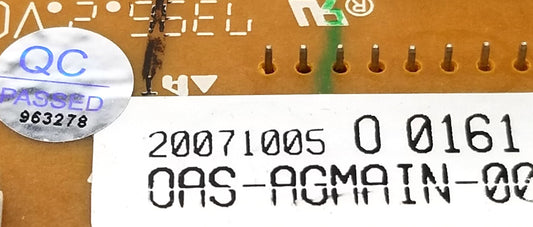 QC
PASSED
963278
20071005 0 0161
OAS-AGMAIN-00